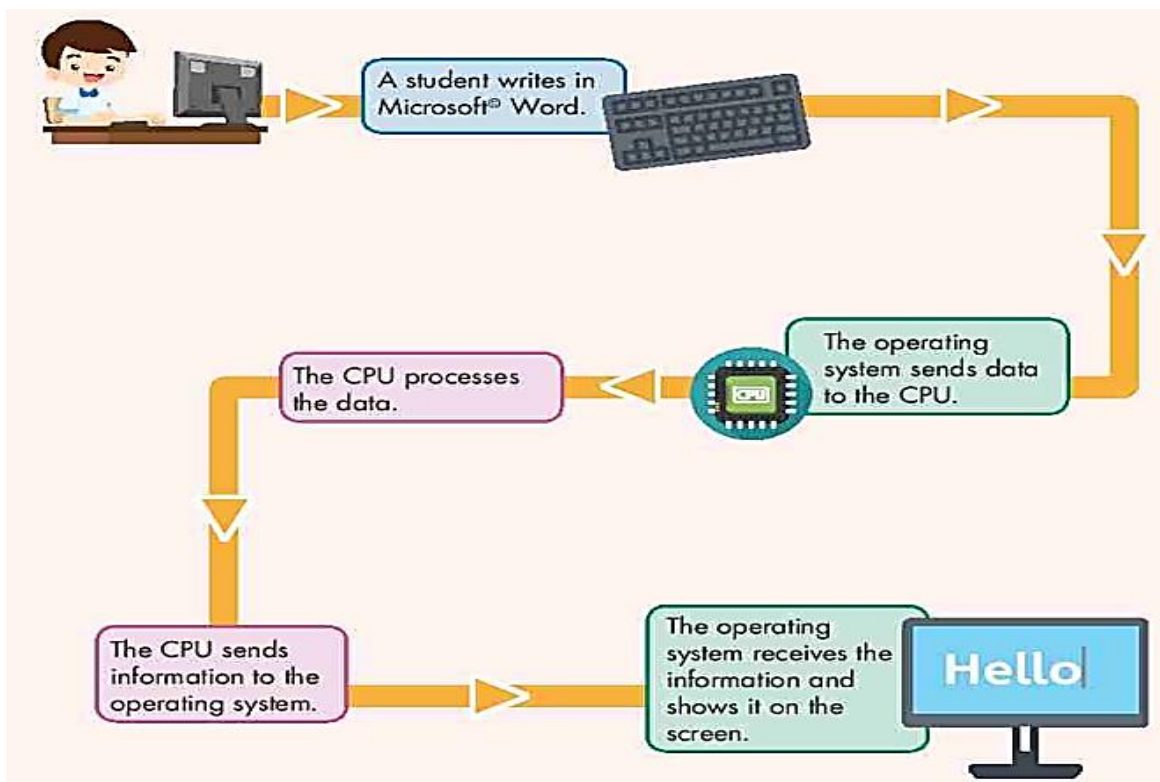 A student writes in
Microsoft® Word.
The operating
system sends data
to the CPU.
CPU
The CPU processes
the data.
The CPU sends
information to the
operating system.
The operating
system receives the
information and
shows it on the
screen.
Hello